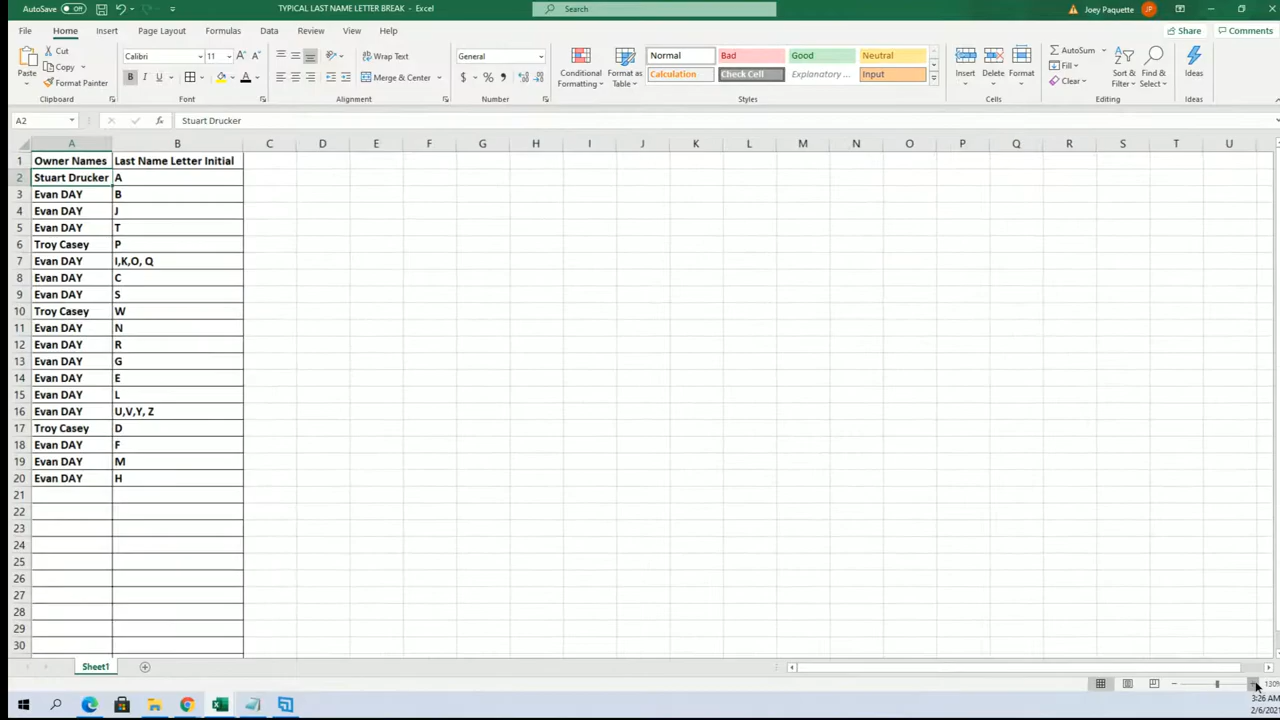 AutoSave Off TYPICAL LAST NAME LETTER BREAK - Excel Search Joey Paquette JP
File Home Insert Page Layout Formulas Data Review View Help Share Comments
Cut Copy Format Painter Paste Clipboard
Calibri 11 A A B I U A Font
Wrap Text Merge & Center Alignment
General $ % Number
Conditional Formatting Format as Table
Normal Bad Good Neutral
Calculation Check Cell Explanatory ... Input
Styles
Insert Delete Format Cells
AutoSum Fill Clear Sort & Filter Find & Select Editing
Ideas Ideas
A2 fx Stuart Drucker
A B C D E F G H I J K L M N O P Q R S T U
1 Owner Names Last Name Letter Initial
2 Stuart Drucker A
3 Evan DAY B
4 Evan DAY J
5 Evan DAY T
6 Troy Casey P
7 Evan DAY I,K,O, Q
8 Evan DAY C
9 Evan DAY S
10 Troy Casey W
11 Evan DAY N
12 Evan DAY R
13 Evan DAY G
14 Evan DAY E
15 Evan DAY L
16 Evan DAY U,V,Y, Z
17 Troy Casey D
18 Evan DAY F
19 Evan DAY M
20 Evan DAY H
21
22
23
24
25
26
27
28
29
30
Sheet1
130%
3:26 AM
2/6/2021